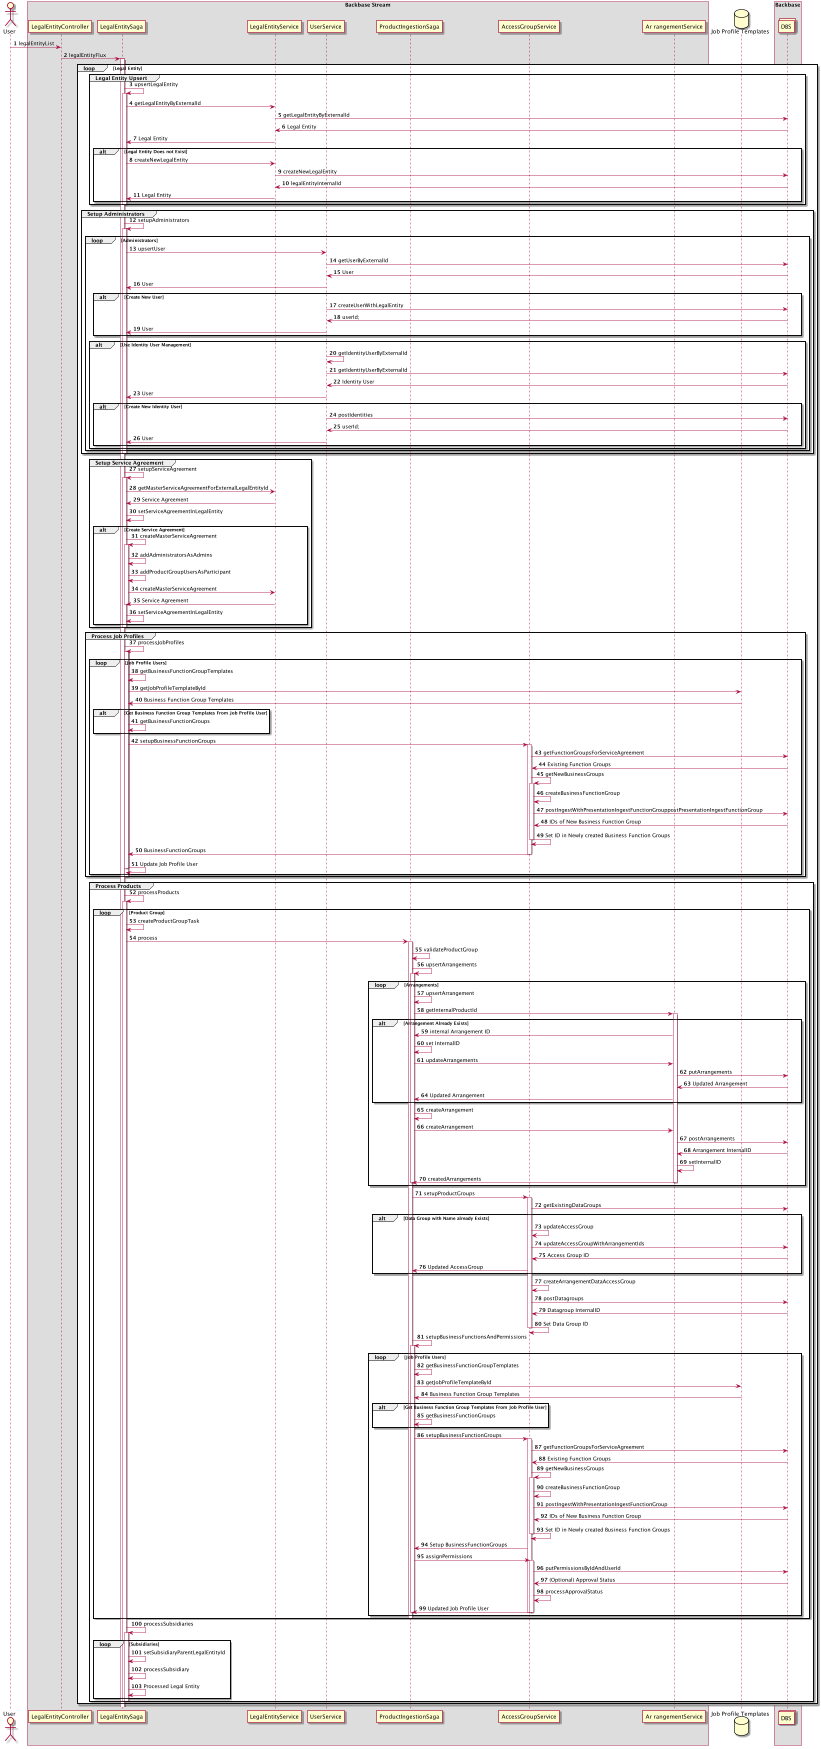 Backbase Stream
Backbase
User
LegalEntityController
LegalEntitySaga
LegalEntityService
UserService
ProductIngestionSaga
AccessGroupService
Ar rangementService
Job Profile Templates
DBS
1 legalEntityList
2 legalEntityFlux
loop [Legal Entity]
Legal Entity Upsert
3 upsertLegalEntity
4 getLegalEntityByExternalId
5 getLegalEntityByExternalId
6 Legal Entity
7 Legal Entity
alt [Legal Entity Does not Exist]
8 createNewLegalEntity
9 createNewLegalEntity
10 legalEntityInternalId
11 Legal Entity
Setup Administrators
12 setupAdministrators
loop [Administrators]
13 upsertUser
14 getUserByExternalId
15 User
16 User
alt [Create New User]
17 createUserWithLegalEntity
18 userId;
19 User
alt [Use Identity User Management]
20 getIdentityUserByExternalId
21 getIdentityUserByExternalId
22 Identity User
23 User
alt [Create New Identity User]
24 postIdentities
25 userId;
26 User
Setup Service Agreement
27 setupServiceAgreement
28 getMasterServiceAgreementForExternalLegalEntityId
29 Service Agreement
30 setServiceAgreementInLegalEntity
alt [Create Service Agreement]
31 createMasterServiceAgreement
32 addAdministratorsAsAdmins
33 addProductGroupUsersAsParticipant
34 createMasterServiceAgreement
35 Service Agreement
36 setServiceAgreementInLegalEntity
Process Job Profiles
37 processJobProfiles
loop [Job Profile Users]
38 getBusinessFunctionGroupTemplates
39 getJobProfileTemplateById
40 Business Function Group Templates
alt [Get Business Function Group Templates From Job Profile User]
41 getBusinessFunctionGroups
42 setupBusinessFunctionGroups
43 getFunctionGroupsForServiceAgreement
44 Existing Function Groups
45 getNewBusinessGroups
46 createBusinessFunctionGroup
47 postIngestWithPresentationIngestFunctionGrouppostPresentationIngestFunctionGroup
48 IDs of New Business Function Group
49 Set ID in Newly created Business Function Groups
50 BusinessFunctionGroups
51 Update Job Profile User
Process Products
52 processProducts
loop [Product Group]
53 createProductGroupTask
54 process
55 validateProductGroup
56 upsertArrangements
loop [Arrangements]
57 upsertArrangement
58 getInternalProductId
alt [Arrangement Already Exists]
59 internal Arrangement ID
60 set InternalID
61 updateArrangements
62 putArrangements
63 Updated Arrangement
64 Updated Arrangement
65 createArrangement
66 createArrangement
67 postArrangements
68 Arrangement InternalID
69 setInternalID
70 createdArrangements
71 setupProductGroups
72 getExistingDataGroups
alt [Data Group with Name already Exists]
73 updateAccessGroup
74 updateAccessGroupWithArrangementIds
75 Access Group ID
76 Updated AccessGroup
77 createArrangementDataAccessGroup
78 postDatagroups
79 Datagroup InternalID
80 Set Data Group ID
81 setupBusinessFunctionsAndPermissions
loop [Job Profile Users]
82 getBusinessFunctionGroupTemplates
83 getJobProfileTemplateById
84 Business Function Group Templates
alt [Get Business Function Group Templates From Job Profile User]
85 getBusinessFunctionGroups
86 setupBusinessFunctionGroups
87 getFunctionGroupsForServiceAgreement
88 Existing Function Groups
89 getNewBusinessGroups
90 createBusinessFunctionGroup
91 postIngestWithPresentationIngestFunctionGroup
92 IDs of New Business Function Group
93 Set ID in Newly created Business Function Groups
94 Setup BusinessFunctionGroups
95 assignPermissions
96 putPermissionsByIdAndUserId
97 (Optional) Approval Status
98 processApprovalStatus
99 Updated Job Profile User
100 processSubsidiaries
loop [Subsidiaries]
101 setSubsidiaryParentLegalEntityId
102 processSubsidiary
103 Processed Legal Entity
User
LegalEntityController
LegalEntitySaga
LegalEntityService
UserService
ProductIngestionSaga
AccessGroupService
Ar rangementService
Job Profile Templates
DBS